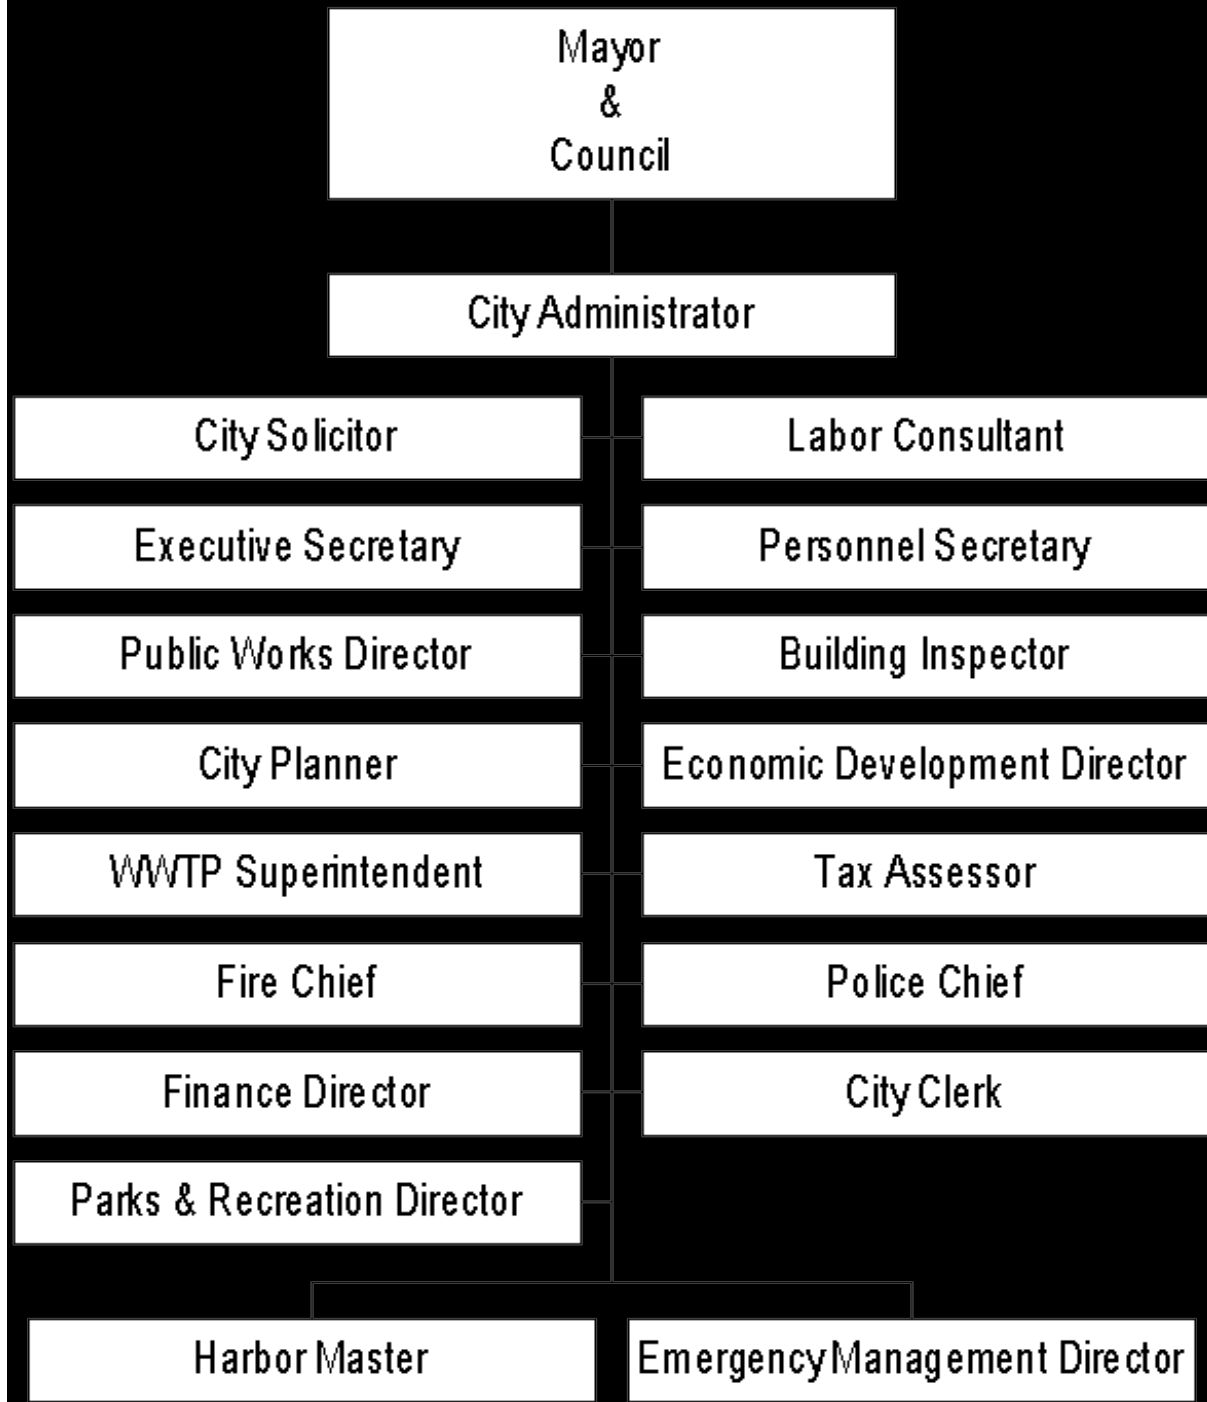 Mayor
&
Council
City Administrator
City Solicitor
Labor Consultant
Executive Secretary
Personnel Secretary
Public Works Director
Building Inspector
City Planner
Economic Development Director
WWTP Superintendent
Tax Assessor
Fire Chief
Police Chief
Finance Director
City Clerk
Parks & Recreation Director
Harbor Master
Emergency Management Director